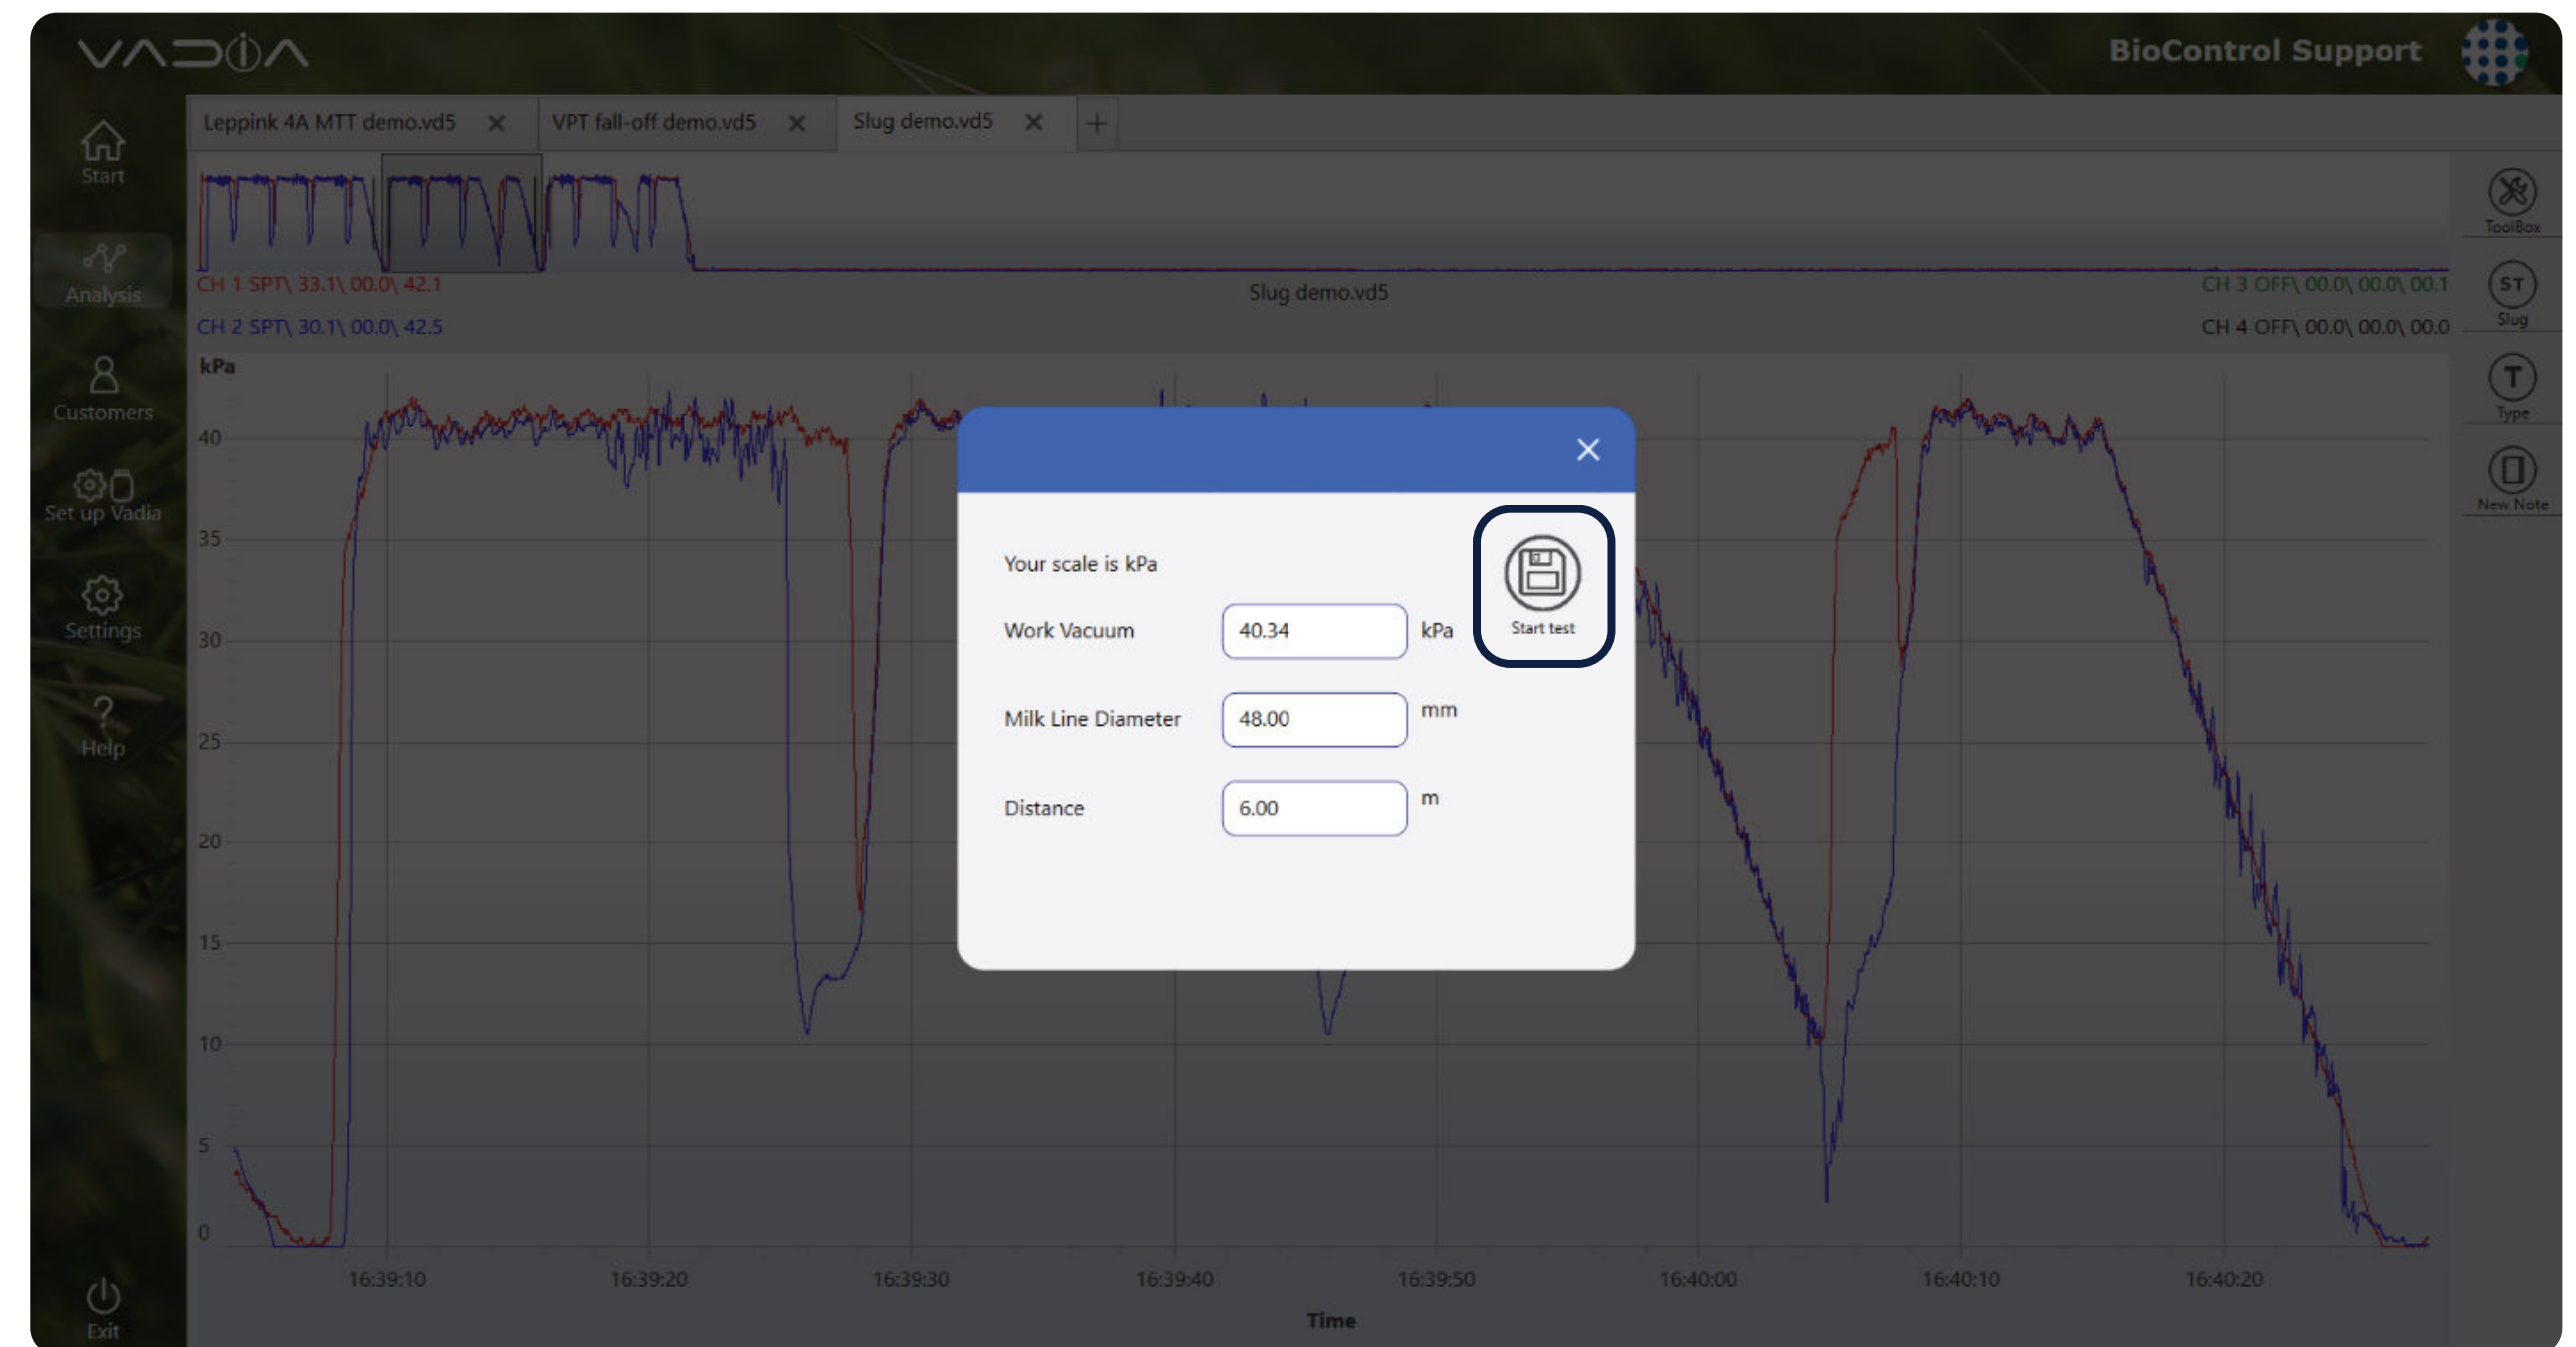 VADIA
BioControl Support
Leppink 4A MTT demo.vd5
VPT fall-off demo.vd5
Slug demo.vd5
Start
Analysis
Customers
Set up Vadia
Settings
Help
Exit
CH 1 SPT\ 33.1\ 00.0\ 42.1
CH 2 SPT\ 30.1\ 00.0\ 42.5
Slug demo.vd5
CH 3 OFF\ 00.0\ 00.0\ 00.1
CH 4 OFF\ 00.0\ 00.0\ 00.0
ToolBox
ST
Slug
T
Type
New Note
kPa
40
35
30
25
20
15
10
5
0
Your scale is kPa
Work Vacuum 40.34 kPa
Milk Line Diameter 48.00 mm
Distance 6.00 m
Start test
16:39:10 16:39:20 16:39:30 16:39:40 16:39:50 16:40:00 16:40:10 16:40:20
Time